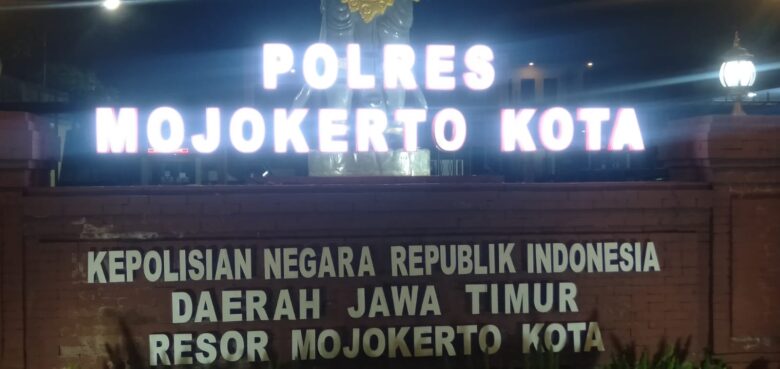 POLRES
MOJOKERTO KOTA
KEPOLISIAN NEGARA REPUBLIK INDONESIA
DAERAH JAWA TIMUR
RESOR MOJOKERTO KOTA